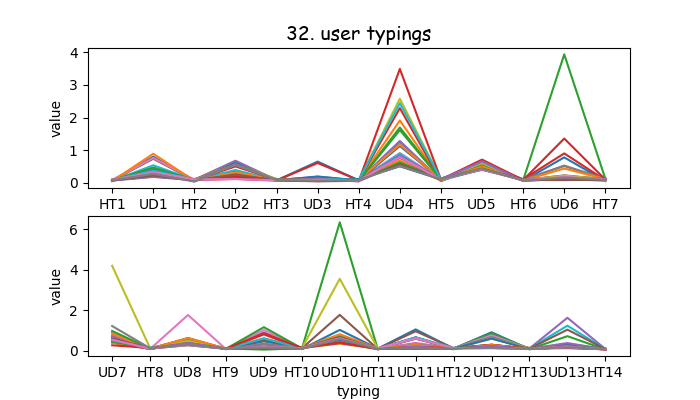 32. user typings
value
4
3
2
1
0
HT1 UD1 HT2 UD2 HT3 UD3 HT4 UD4 HT5 UD5 HT6 UD6 HT7
value
6
4
2
0
UD7 HT8 UD8 HT9 UD9 HT10 UD10 HT11 UD11 HT12 UD12 HT13 UD13 HT14
typing